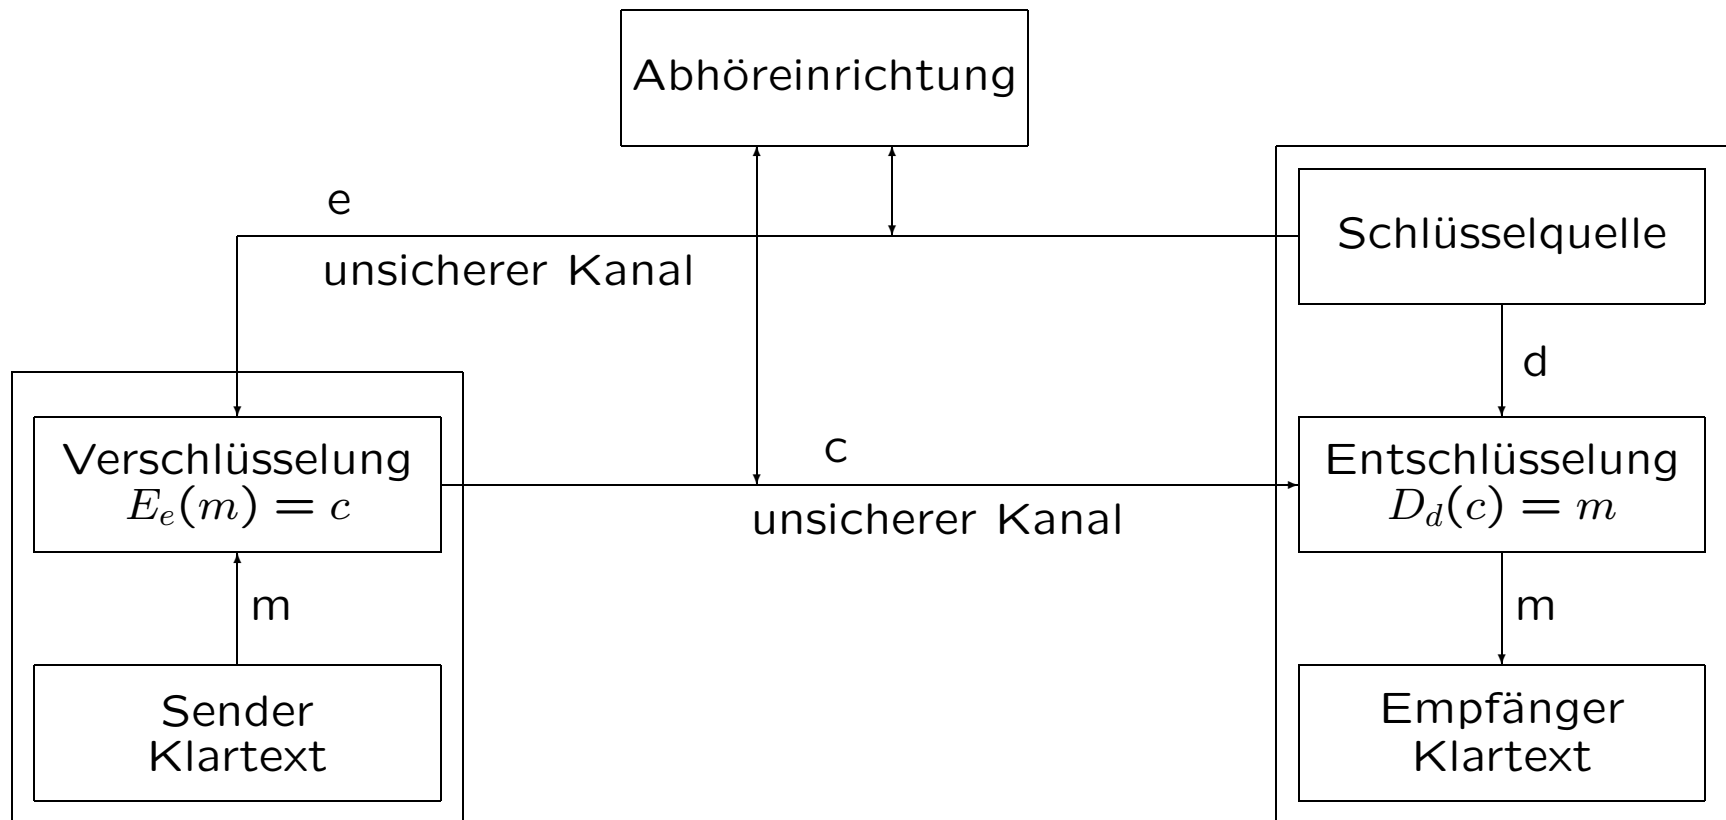 Abhöreinrichtung
e
unsicherer Kanal
Schlüsselquelle
d
Verschlüsselung
E_e(m) = c
c
unsicherer Kanal
Entschlüsselung
D_d(c) = m
m
m
Sender
Klartext
Empfänger
Klartext